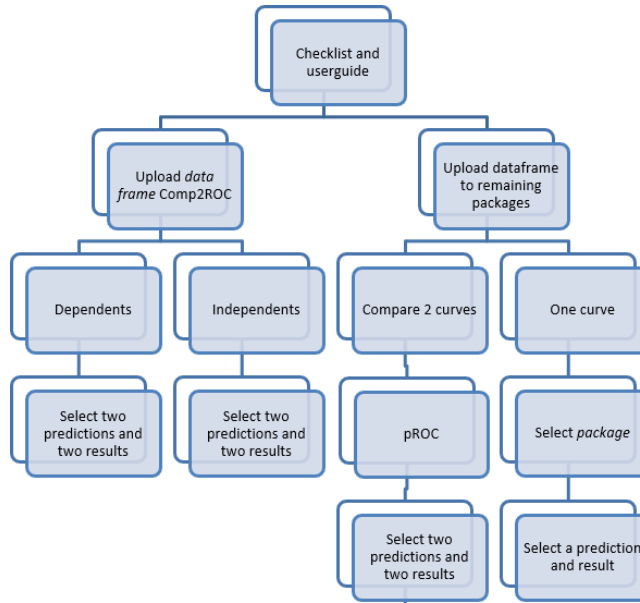 Checklist and
userguide
Upload data
frame Comp2ROC
Upload dataframe
to remaining
packages
Dependents
Independents
Compare 2 curves
One curve
Select two
predictions and
two results
Select two
predictions and
two results
pROC
Select package
Select two
predictions and
two results
Select a prediction
and result